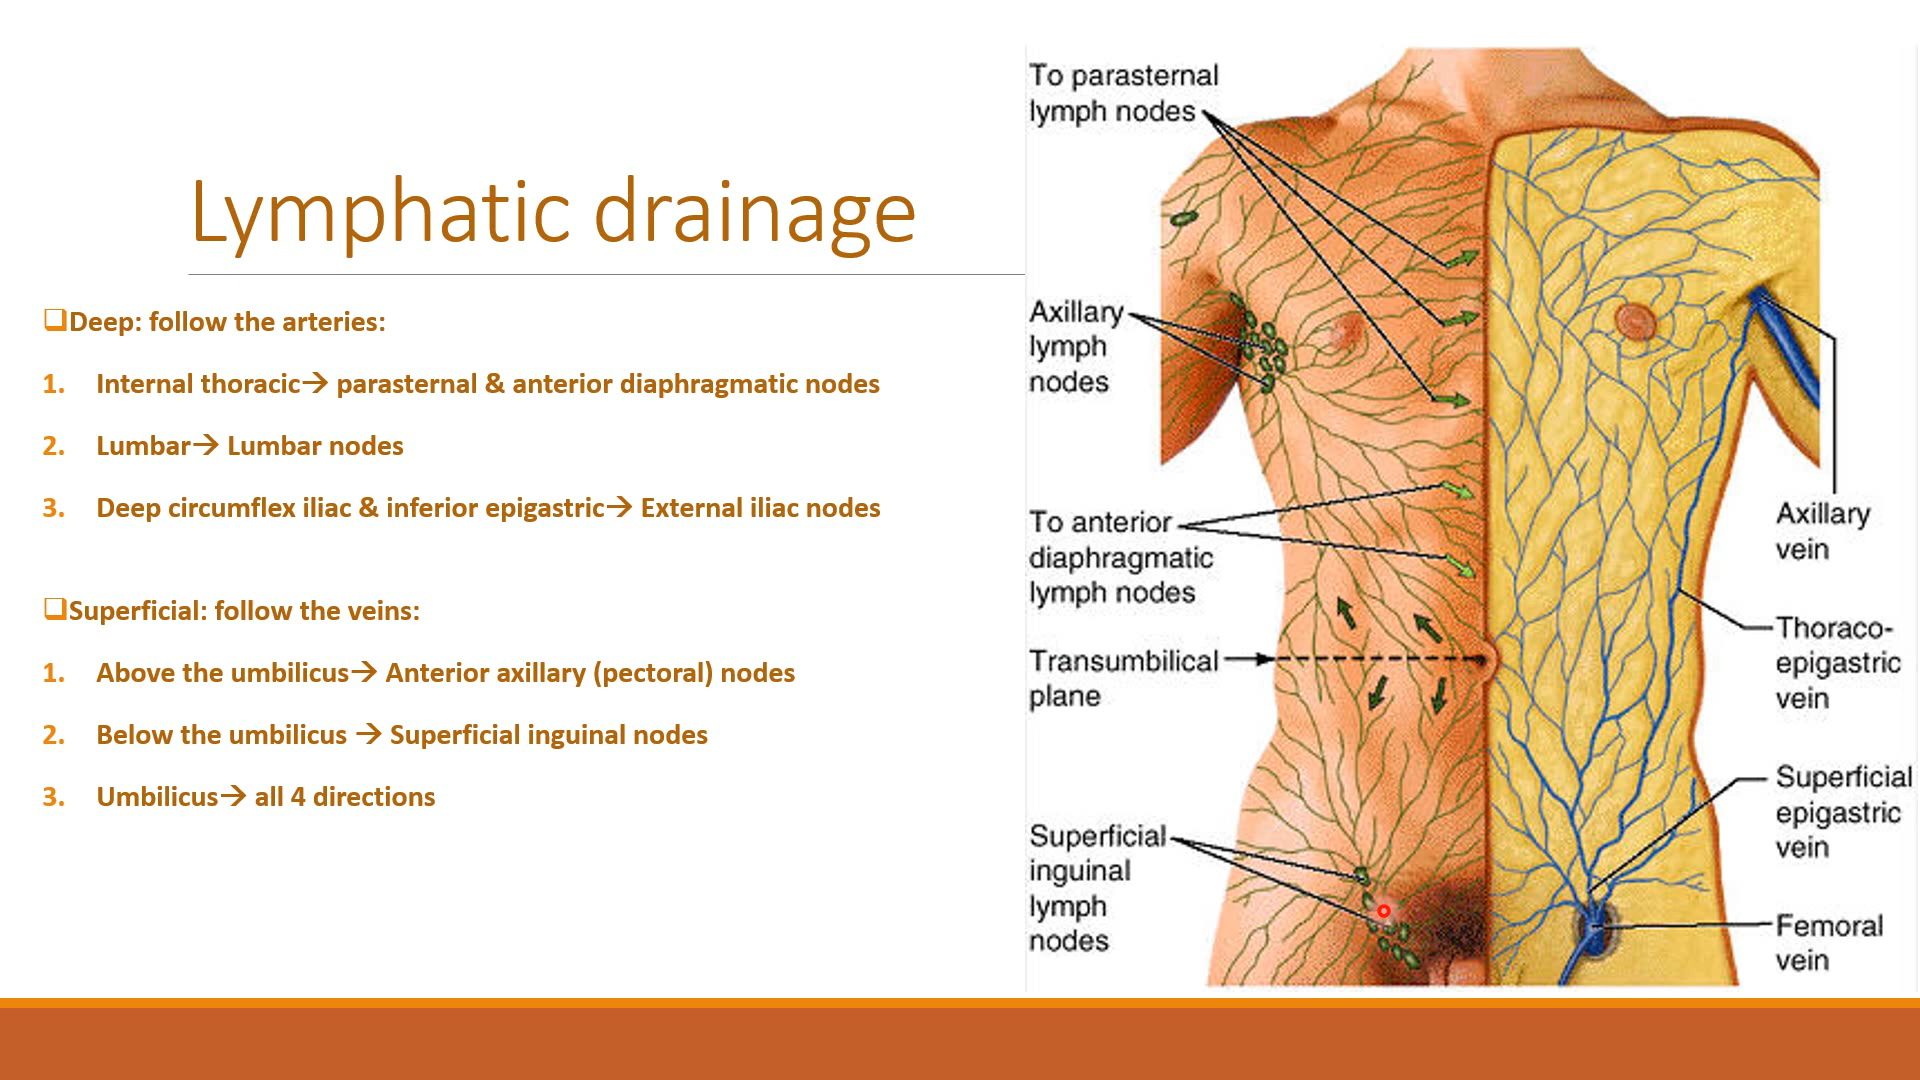 Lymphatic drainage
❑Deep: follow the arteries:
1. Internal thoracic→ parasternal & anterior diaphragmatic nodes
2. Lumbar→ Lumbar nodes
3. Deep circumflex iliac & inferior epigastric→ External iliac nodes
❑Superficial: follow the veins:
1. Above the umbilicus→ Anterior axillary (pectoral) nodes
2. Below the umbilicus → Superficial inguinal nodes
3. Umbilicus→ all 4 directions
To parasternal
lymph nodes
Axillary
lymph
nodes
To anterior
diaphragmatic
lymph nodes
Transumbilical
plane
Superficial
inguinal
lymph
nodes
Axillary
vein
Thoraco-
epigastric
vein
Superficial
epigastric
vein
Femoral
vein